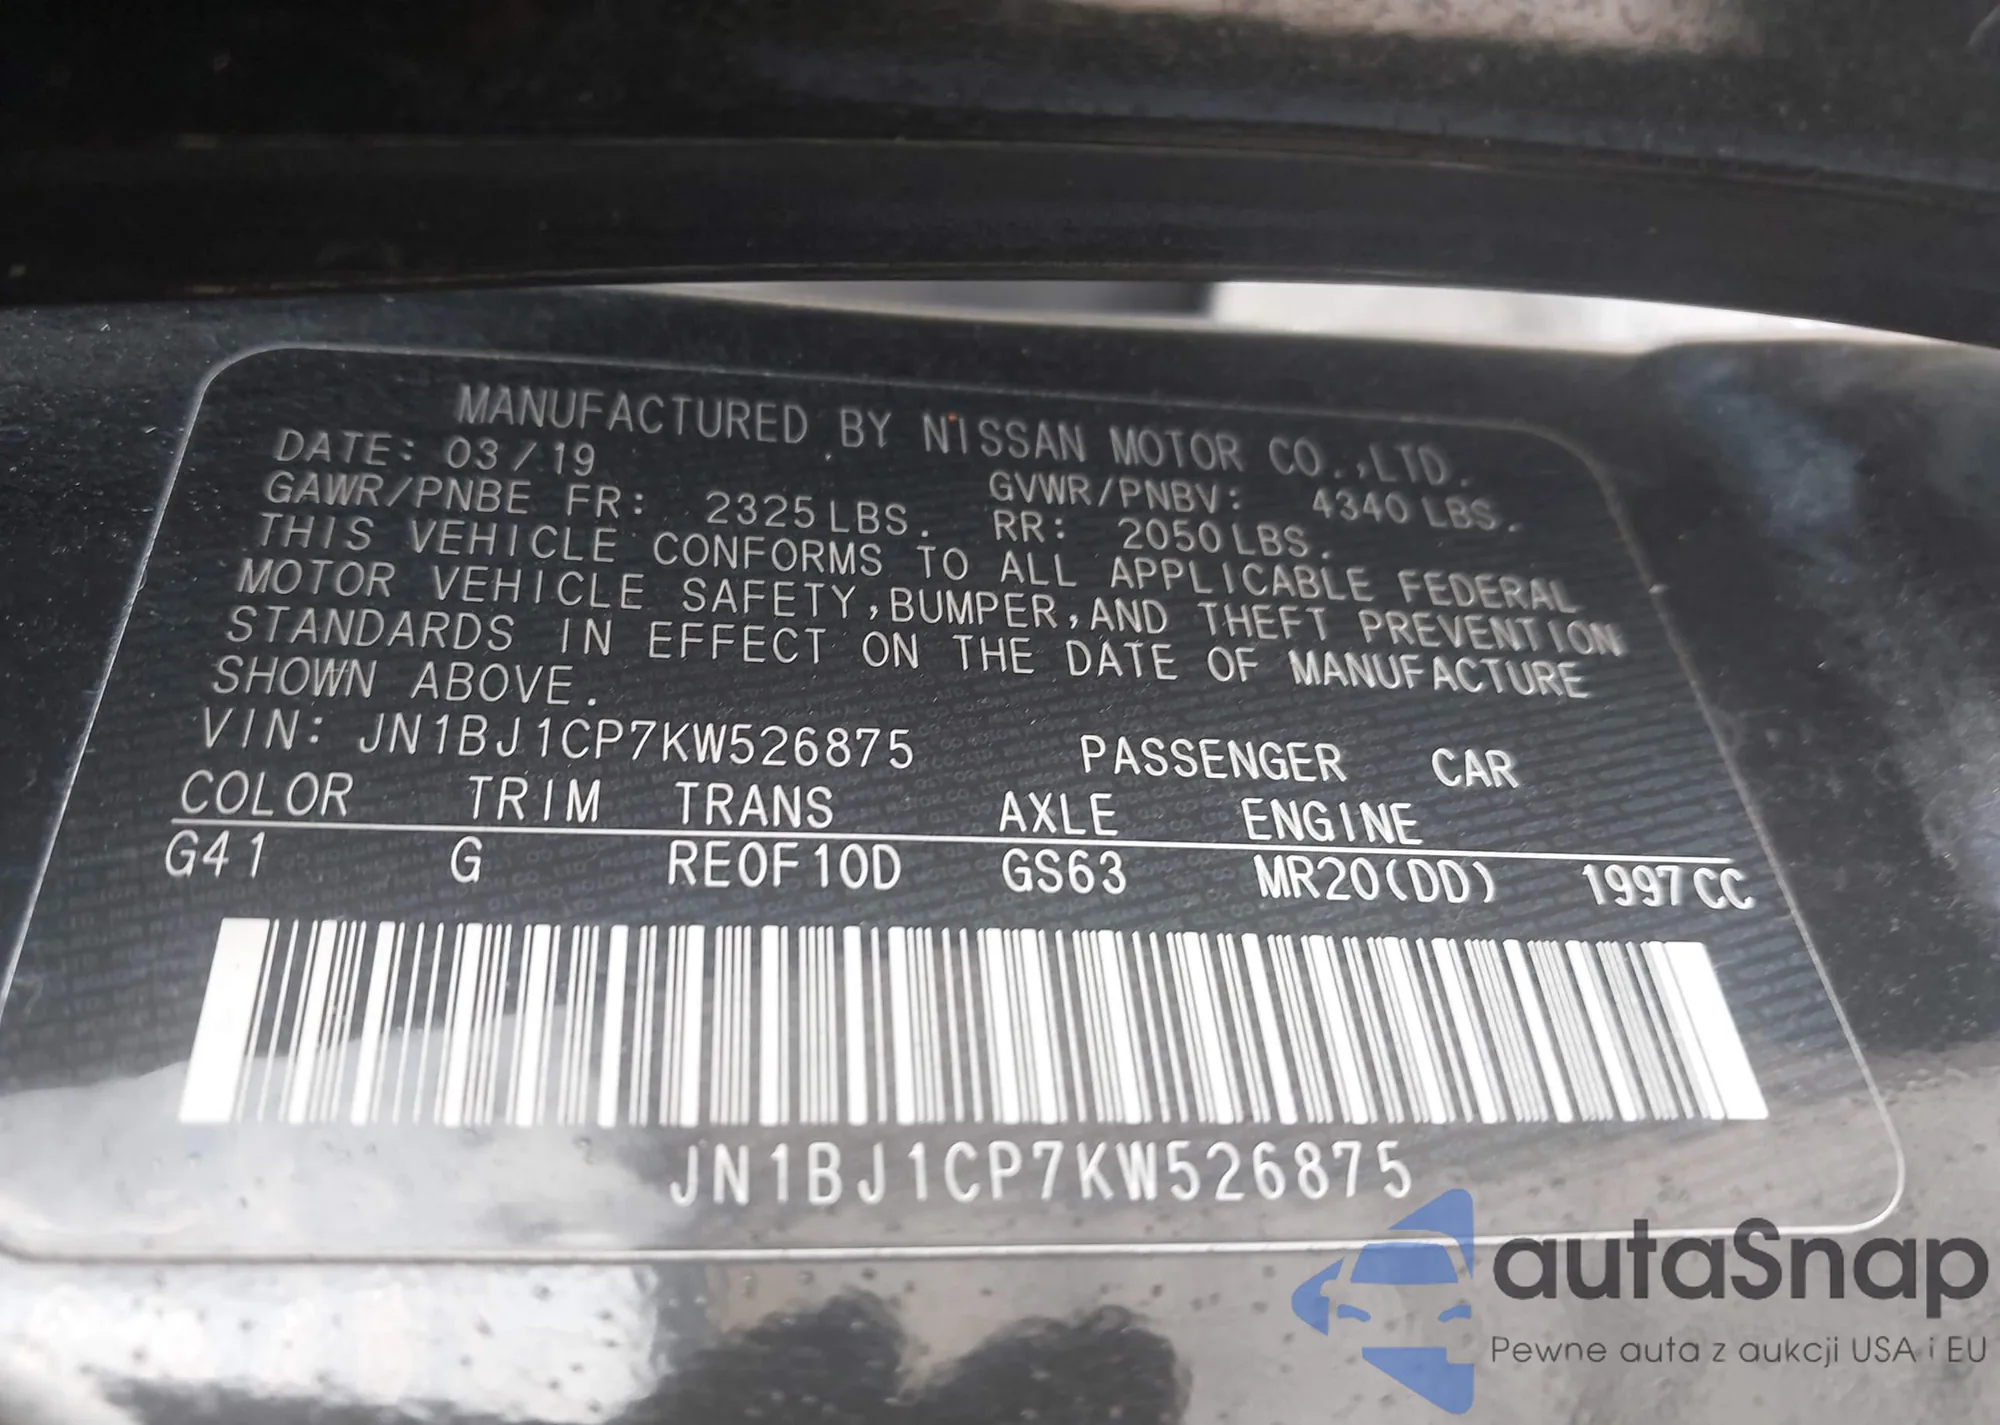 MANUFACTURED BY NISSAN MOTOR CO.,LTD.
DATE: 03/19 GVWR/PNBV: 4340 LBS.
GAWR/PNBE FR: 2325 LBS. RR: 2050 LBS.
THIS VEHICLE CONFORMS TO ALL APPLICABLE FEDERAL
MOTOR VEHICLE SAFETY,BUMPER,AND THEFT PREVENTION
STANDARDS IN EFFECT ON THE DATE OF MANUFACTURE
SHOWN ABOVE.
VIN: JN1BJ1CP7KW526875 PASSENGER CAR
COLOR TRIM TRANS AXLE ENGINE
G41 G RE0F10D GS63 MR20(DD) 1997CC
JN1BJ1CP7KW526875
autaSnap
Pewne auta z aukcji USA i EU